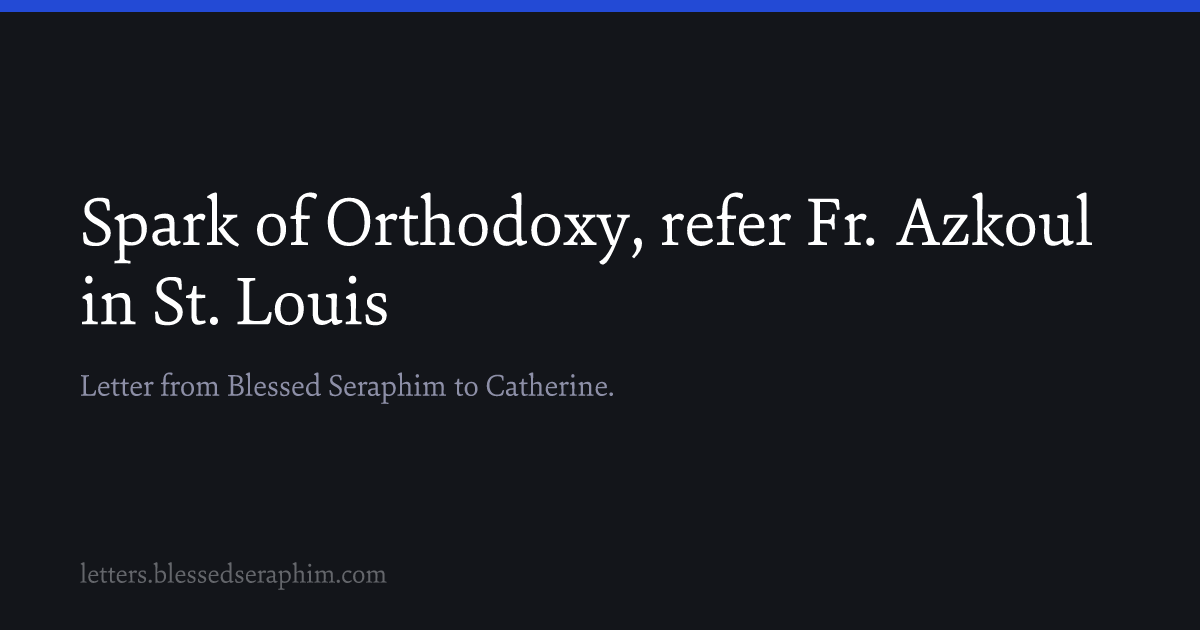 Spark of Orthodoxy, refer Fr. Azkoul
in St. Louis
Letter from Blessed Seraphim to Catherine.
letters.blessedseraphim.com